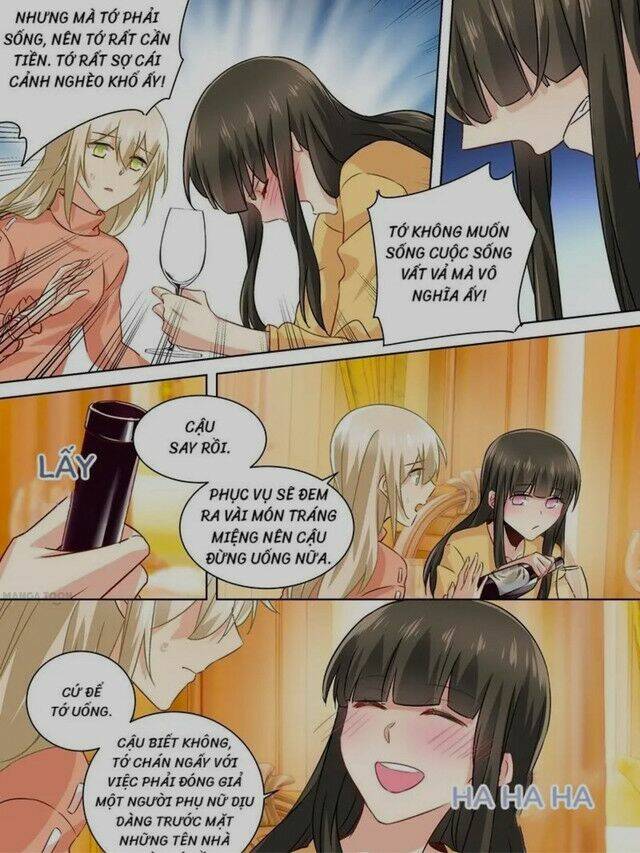 NHƯNG MÀ TỚ PHẢI
SỐNG, NÊN TỚ RẤT CẦN
TIỀN. TỚ RẤT SỢ CÁI
CẢNH NGHÈO KHỔ ẤY!
TỚ KHÔNG MUỐN
SỐNG CUỘC SỐNG
VẤT VẢ MÀ VÔ
NGHĨA ẤY!
LẤY
CẬU
SAY RỒI.
PHỤC VỤ SẼ ĐEM
RA VÀI MÓN TRÁNG
MIỆNG NÊN CẬU
ĐỪNG UỐNG NỮA.
MANGATOON
CỨ ĐỂ
TỚ UỐNG.
CẬU BIẾT KHÔNG,
TỚ CHÁN NGẤY VỚI
VIỆC PHẢI ĐÓNG GIẢ
MỘT NGƯỜI PHỤ NỮ DỊU
DÀNG TRƯỚC MẶT
NHỮNG TÊN NHÀ
HA HA HA